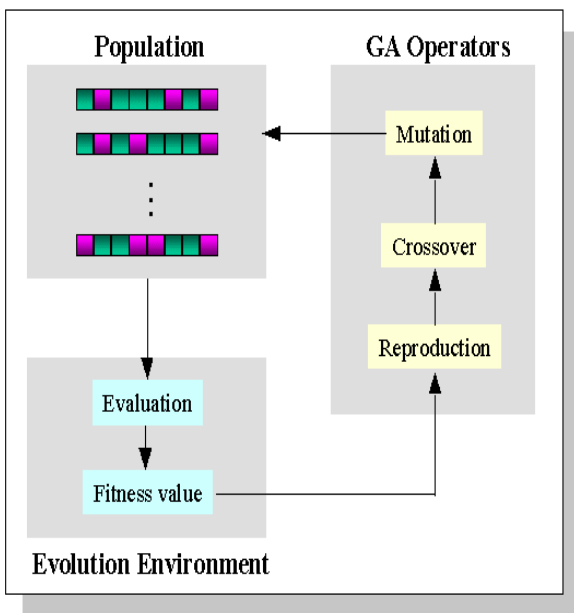 Population
GA Operators
Mutation
Crossover
Reproduction
Evaluation
Fitness value
Evolution Environment